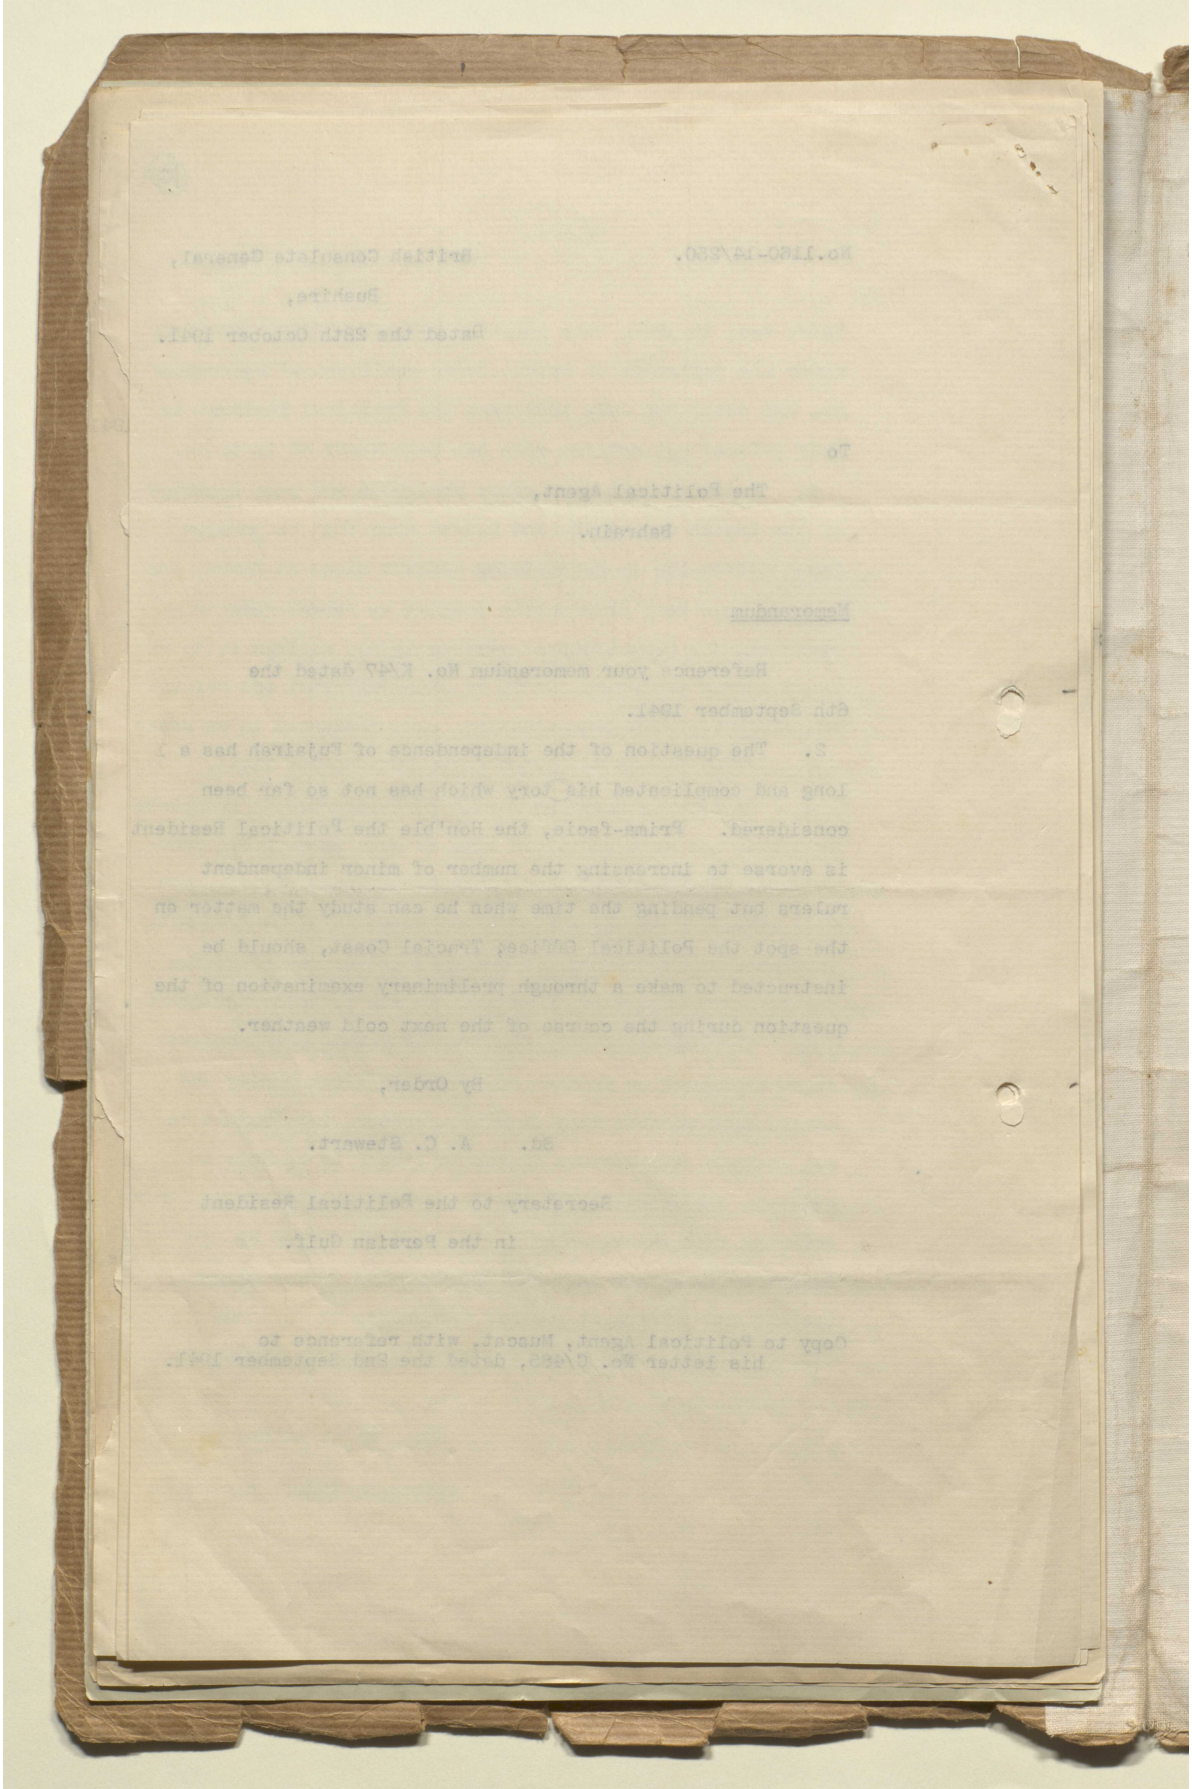 No.1160-14/280.
British Consulate General,
Bushire,
Dated the 28th October 1941.
To
The Political Agent,
Bahrain.
Memorandum
Reference your memorandum No. K/47 dated the
6th September 1941.
2. The question of the independence of Fujairah has a
long and complicated his tory which has not so far been
considered. Prima-facie, the Hon'ble the Political Resident
is averse to increasing the number of minor independent
rulers but pending the time when he can study the matter on
the spot the Political Trucial Coast, should be
instructed to make a through preliminary examination of the
question during the course of the next cold weather.
By Order,
Sd. A. C. Stewart.
Secretary to the Political Resident
in the Persian Gulf.
Copy to Political Agent, Muscat, with reference to
his letter No. C/485, dated the 2nd September 1941.